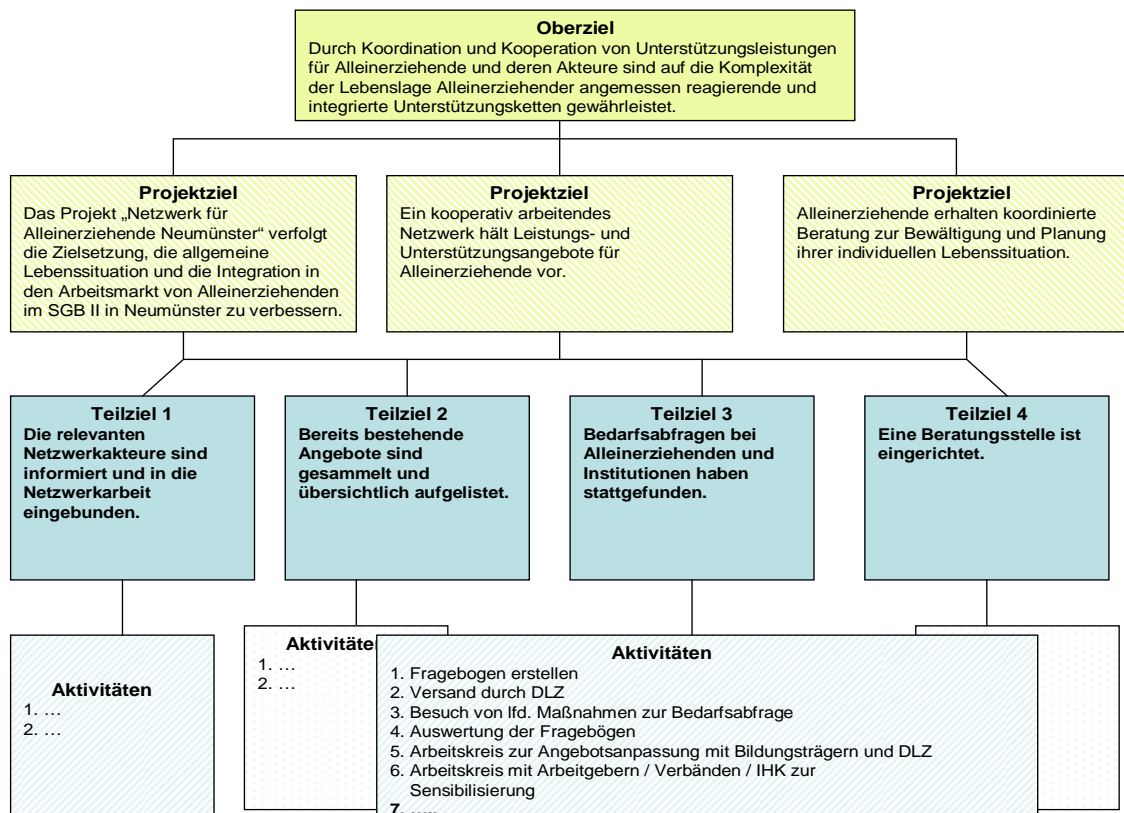 Oberziel
Durch Koordination und Kooperation von Unterstützungsleistungen
für Alleinerziehende und deren Akteure sind auf die Komplexität
der Lebenslage Alleinerziehender angemessen reagierende und
integrierte Unterstützungsketten gewährleistet.
Projektziel
Das Projekt „Netzwerk für
Alleinerziehende Neumünster“ verfolgt
die Zielsetzung, die allgemeine
Lebenssituation und die Integration in
den Arbeitsmarkt von Alleinerziehenden
im SGB II in Neumünster zu verbessern.
Projektziel
Ein kooperativ arbeitendes
Netzwerk hält Leistungs- und
Unterstützungsangebote für
Alleinerziehende vor.
Projektziel
Alleinerziehende erhalten koordinierte
Beratung zur Bewältigung und Planung
ihrer individuellen Lebenssituation.
Teilziel 1
Die relevanten
Netzwerkakteure sind
informiert und in die
Netzwerkarbeit
eingebunden.
Teilziel 2
Bereits bestehende
Angebote sind
gesammelt und
übersichtlich aufgelistet.
Teilziel 3
Bedarfsabfragen bei
Alleinerziehenden und
Institutionen haben
stattgefunden.
Teilziel 4
Eine Beratungsstelle ist
eingerichtet.
Aktivitäten
1. …
2. …
1. …
2. …
Aktivitäten
1. Fragebogen erstellen
2. Versand durch DLZ
3. Besuch von lfd. Maßnahmen zur Bedarfsabfrage
4. Auswertung der Fragebögen
5. Arbeitskreis zur Angebotsanpassung mit Bildungsträgern und DLZ
6. Arbeitskreis mit Arbeitgebern / Verbänden / IHK zur
Sensibilisierung
7. …..